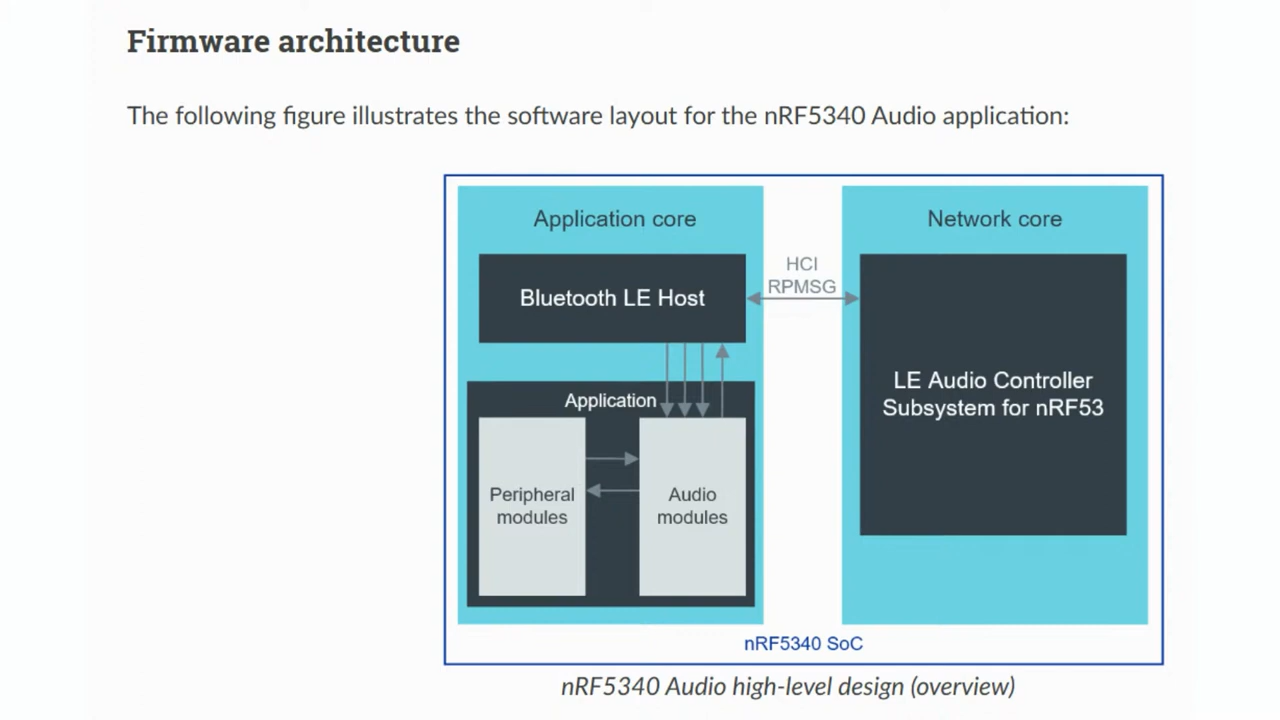 Firmware architecture
The following figure illustrates the software layout for the nRF5340 Audio application:
Application core
Network core
HCI
RPMSG
Bluetooth LE Host
LE Audio Controller
Subsystem for nRF53
Application
Peripheral
modules
Audio
modules
nRF5340 SoC
nRF5340 Audio high-level design (overview)